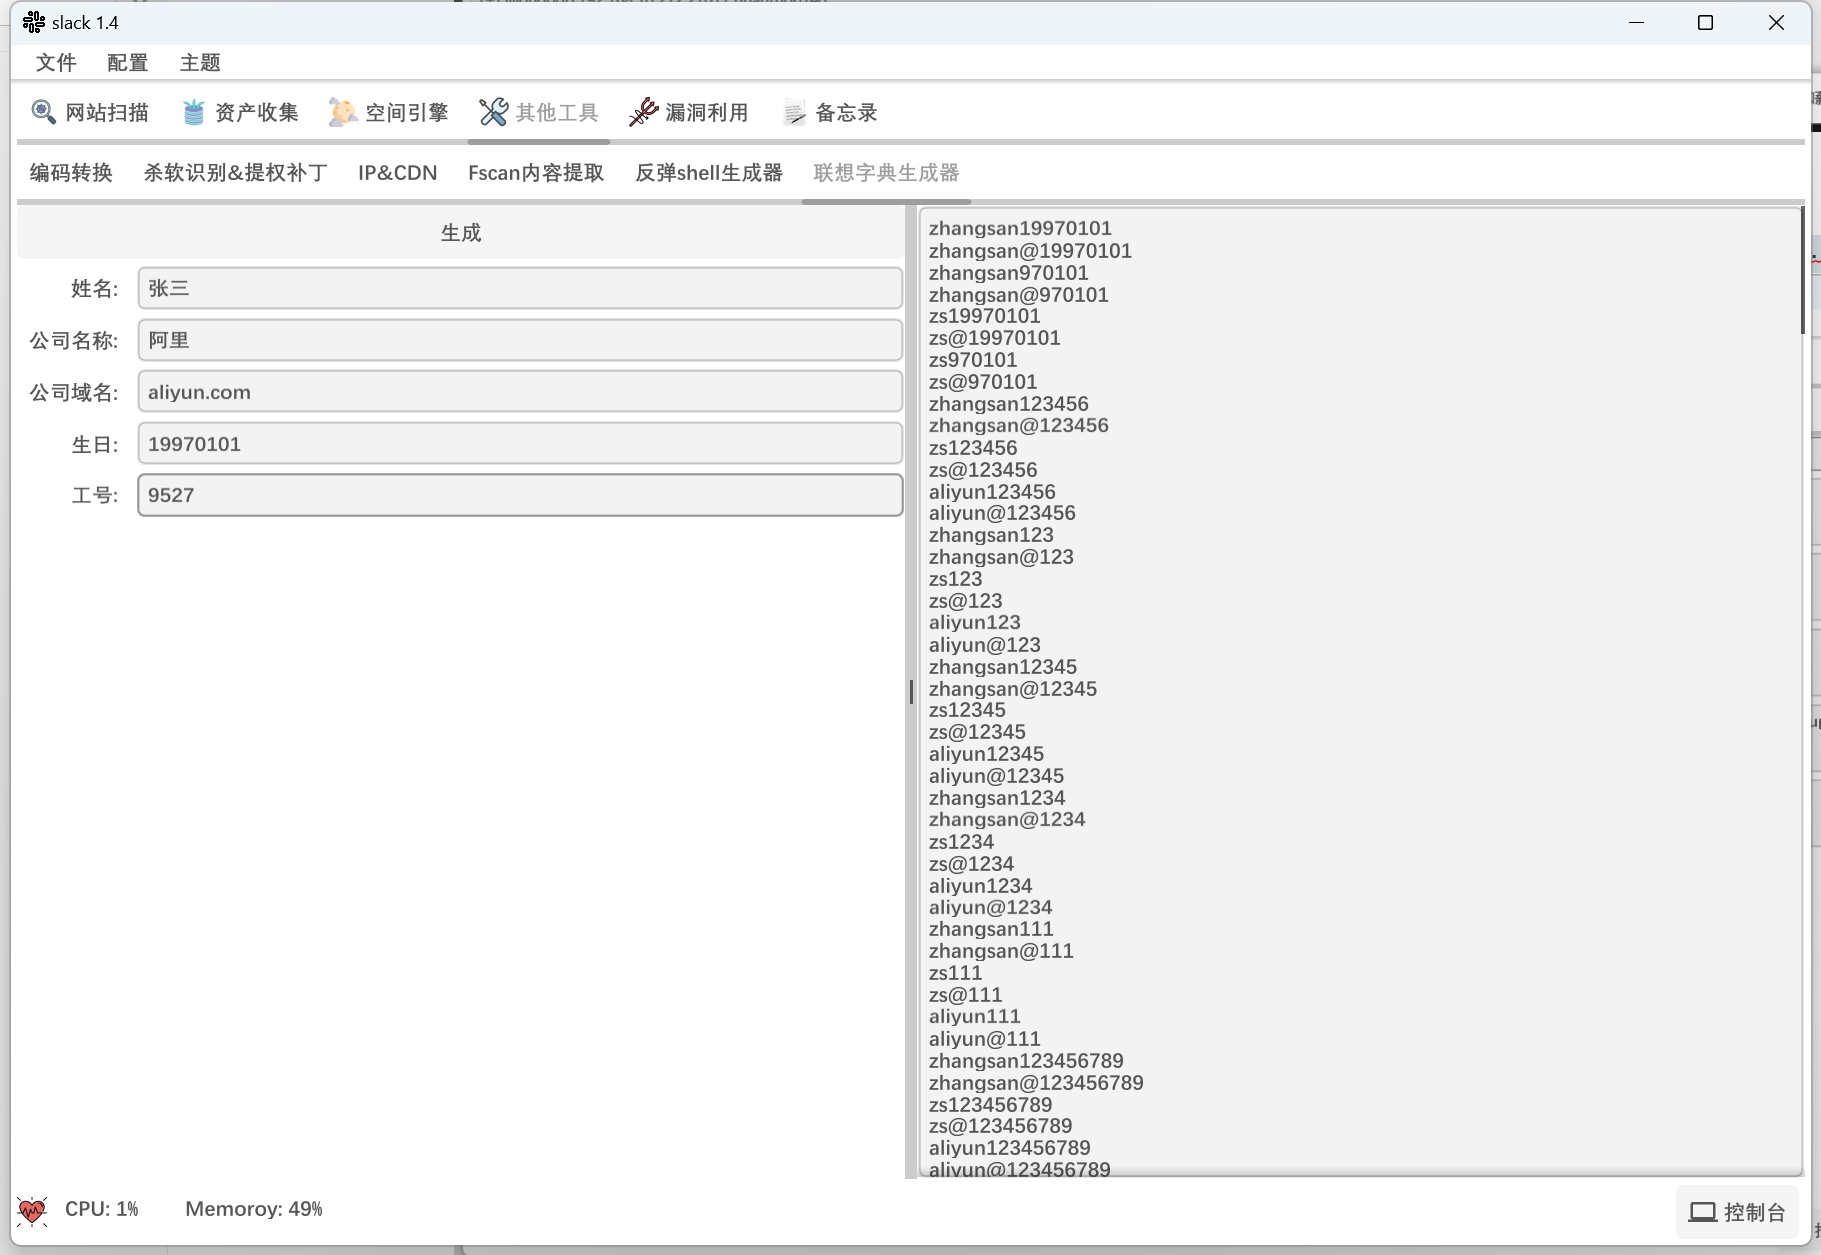 slack 1.4
文件 配置 主题
网站扫描 资产收集 空间引擎 其他工具 漏洞利用 备忘录
编码转换 杀软识别&提权补丁 IP&CDN Fscan内容提取 反弹shell生成器 联想字典生成器
生成
姓名: 张三
公司名称: 阿里
公司域名: aliyun.com
生日: 19970101
工号: 9527
zhangsan19970101
zhangsan@19970101
zhangsan970101
zhangsan@970101
zs19970101
zs@19970101
zs970101
zs@970101
zhangsan123456
zhangsan@123456
zs123456
zs@123456
aliyun123456
aliyun@123456
zhangsan123
zhangsan@123
zs123
zs@123
aliyun123
aliyun@123
zhangsan12345
zhangsan@12345
zs12345
zs@12345
aliyun12345
aliyun@12345
zhangsan1234
zhangsan@1234
zs1234
zs@1234
aliyun1234
aliyun@1234
zhangsan111
zhangsan@111
zs111
zs@111
aliyun111
aliyun@111
zhangsan123456789
zhangsan@123456789
zs123456789
zs@123456789
aliyun123456789
aliyun@123456789
CPU: 1% Memoroy: 49%
控制台